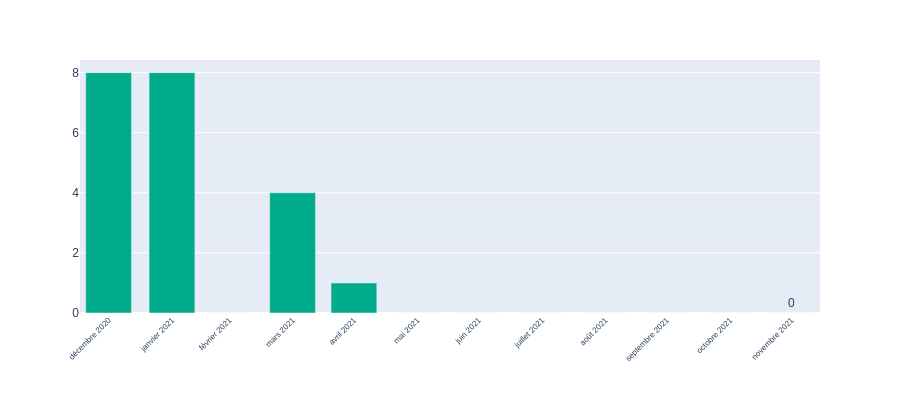 8
6
4
2
0
0
décembre 2020
janvier 2021
février 2021
mars 2021
avril 2021
mai 2021
juin 2021
juillet 2021
août 2021
septembre 2021
octobre 2021
novembre 2021